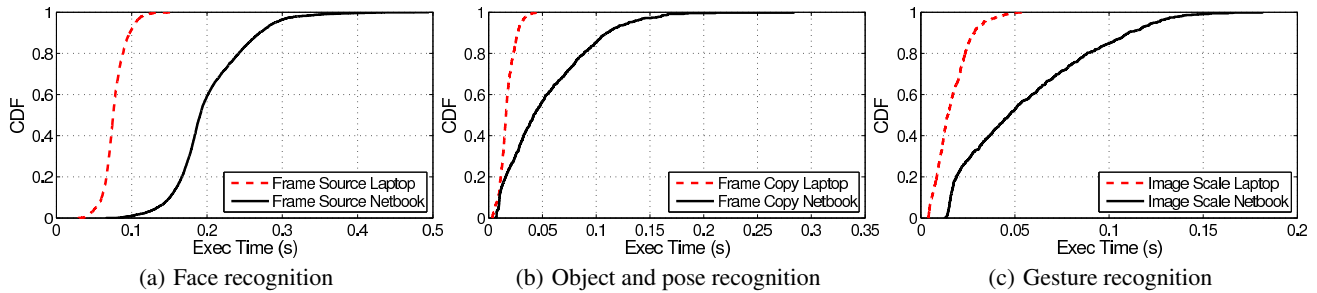 1
0.8
0.6
0.4
0.2
0
CDF
0
0.1
0.2
0.3
0.4
0.5
Exec Time (s)
Frame Source Laptop
Frame Source Netbook
(a) Face recognition
1
0.8
0.6
0.4
0.2
0
CDF
0
0.05
0.1
0.15
0.2
0.25
0.3
0.35
Exec Time (s)
Frame Copy Laptop
Frame Copy Netbook
(b) Object and pose recognition
1
0.8
0.6
0.4
0.2
0
CDF
0
0.05
0.1
0.15
0.2
Exec Time (s)
Image Scale Laptop
Image Scale Netbook
(c) Gesture recognition